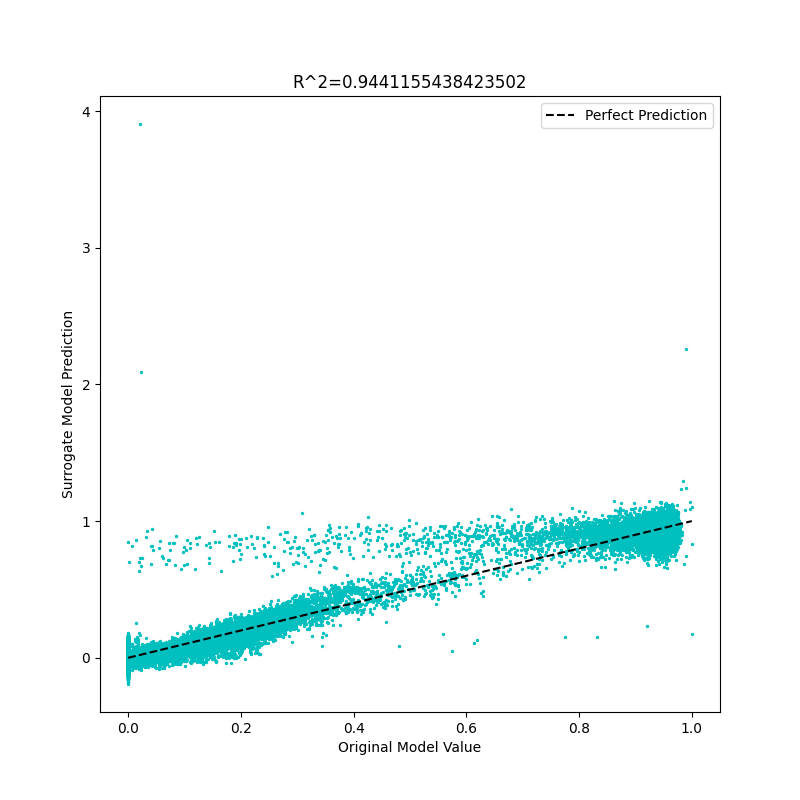 R^2=0.9441155438423502
Perfect Prediction
4
3
2
1
0
Surrogate Model Prediction
0.0 0.2 0.4 0.6 0.8 1.0
Original Model Value